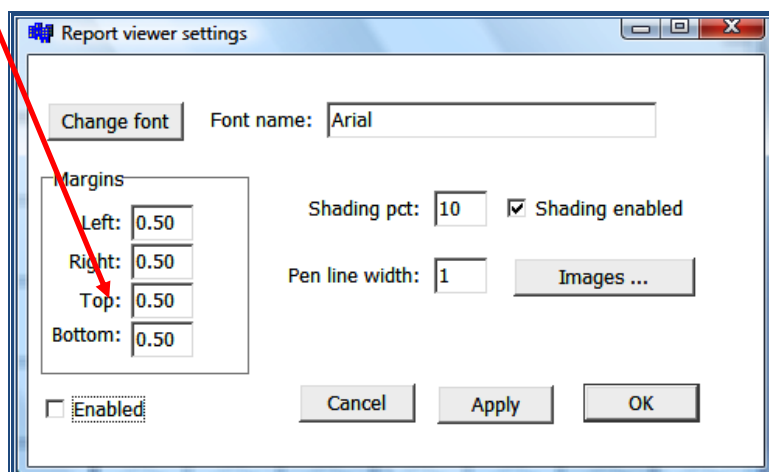 Report viewer settings
Change font Font name: Arial
Margins
Left: 0.50
Right: 0.50
Top: 0.50
Bottom: 0.50
Shading pct: 10 Shading enabled
Pen line width: 1 Images ...
Enabled
Cancel Apply OK